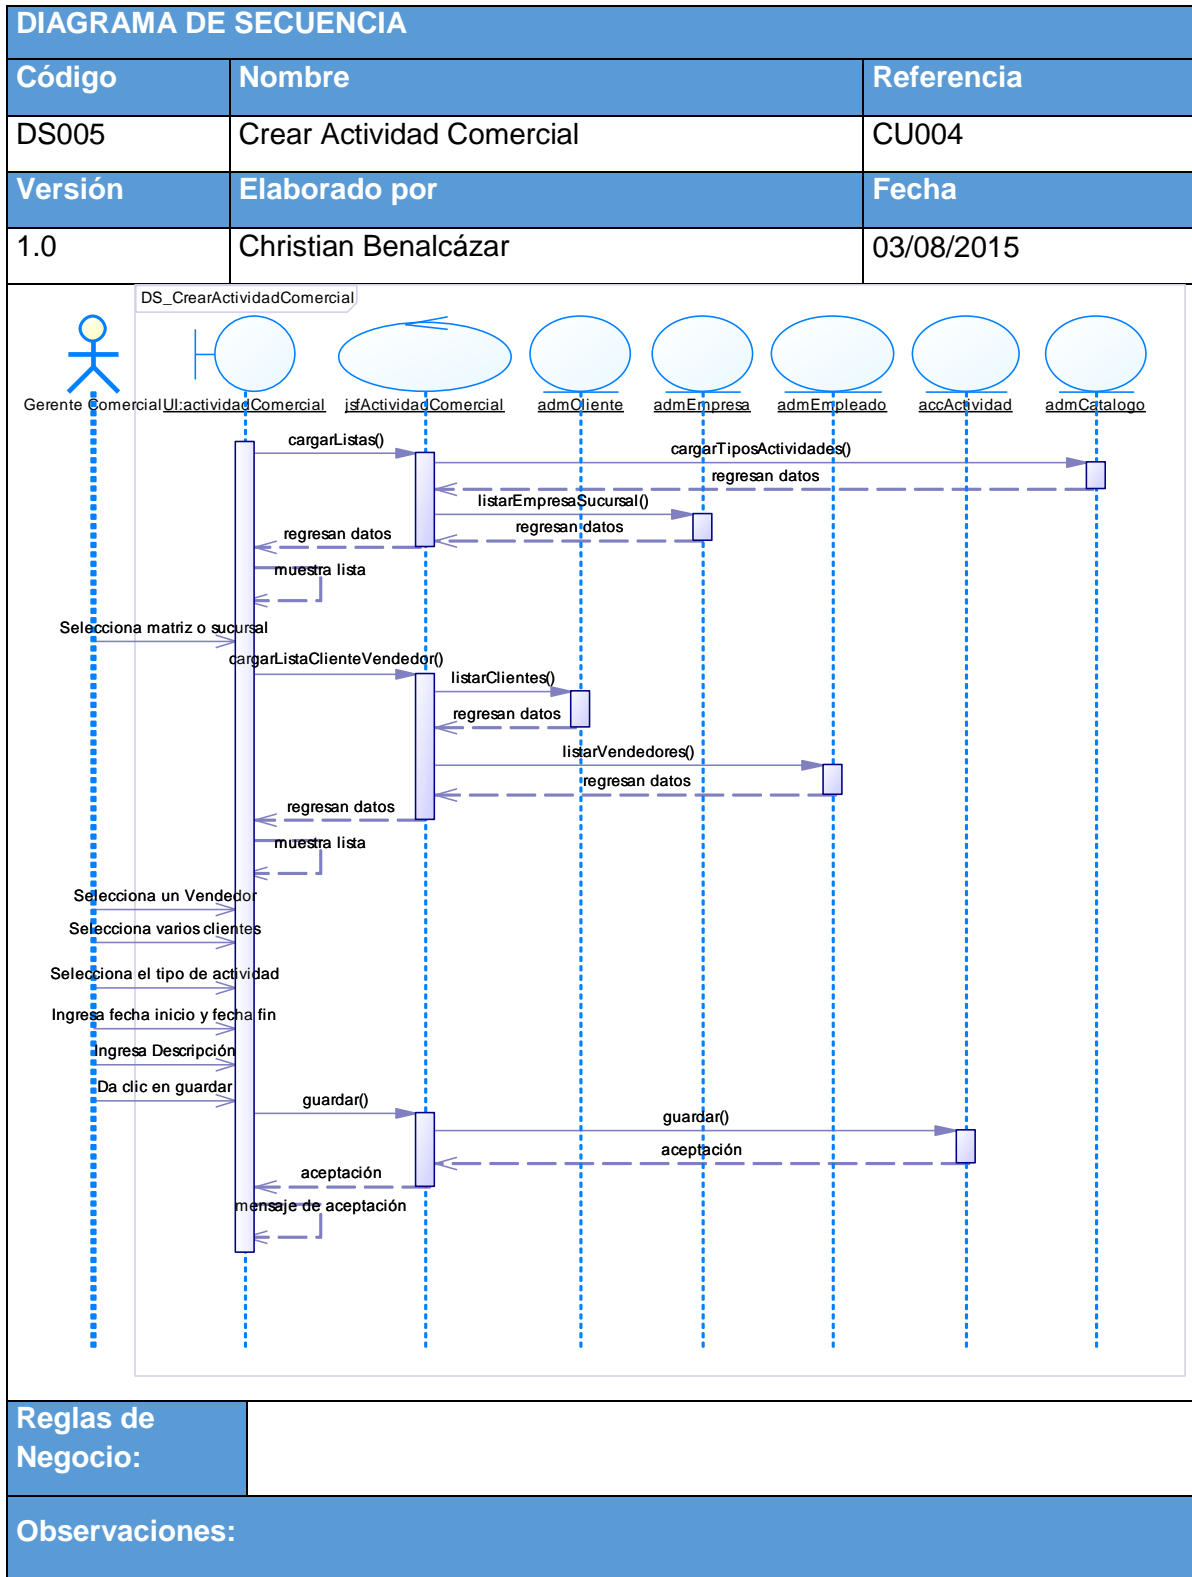 DIAGRAMA DE SECUENCIA
Código Nombre Referencia
DS005 Crear Actividad Comercial CU004
Versión Elaborado por Fecha
1.0 Christian Benalcázar 03/08/2015
DS_CrearActividadComercial
Gerente Comercial UI:actividadComercial jsfActividadComercial admCliente admEmpresa admEmpleado accActividad admCatalogo
cargarListas()
cargarTiposActividades()
regresan datos
listarEmpresaSucursal()
regresan datos
regresan datos
muestra lista
Selecciona matriz o sucursal
cargarListaClienteVendedor()
listarClientes()
regresan datos
listarVendedores()
regresan datos
regresan datos
muestra lista
Selecciona un Vendedor
Selecciona varios clientes
Selecciona el tipo de actividad
Ingresa fecha inicio y fecha fin
Ingresa Descripción
Da clic en guardar
guardar()
guardar()
aceptación
aceptación
mensaje de aceptación
Reglas de
Negocio:
Observaciones: